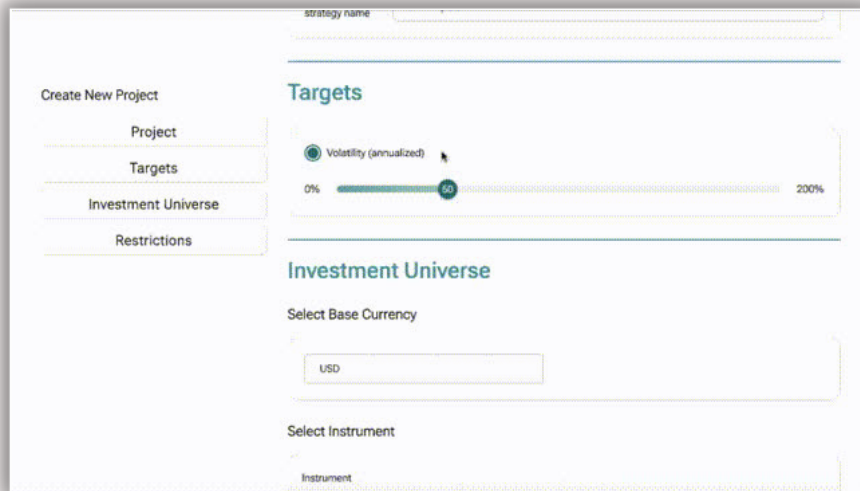 strategy name
Create New Project
Project
Targets
Investment Universe
Restrictions
Targets
Volatility (annualized)
0%
50
200%
Investment Universe
Select Base Currency
USD
Select Instrument
Instrument